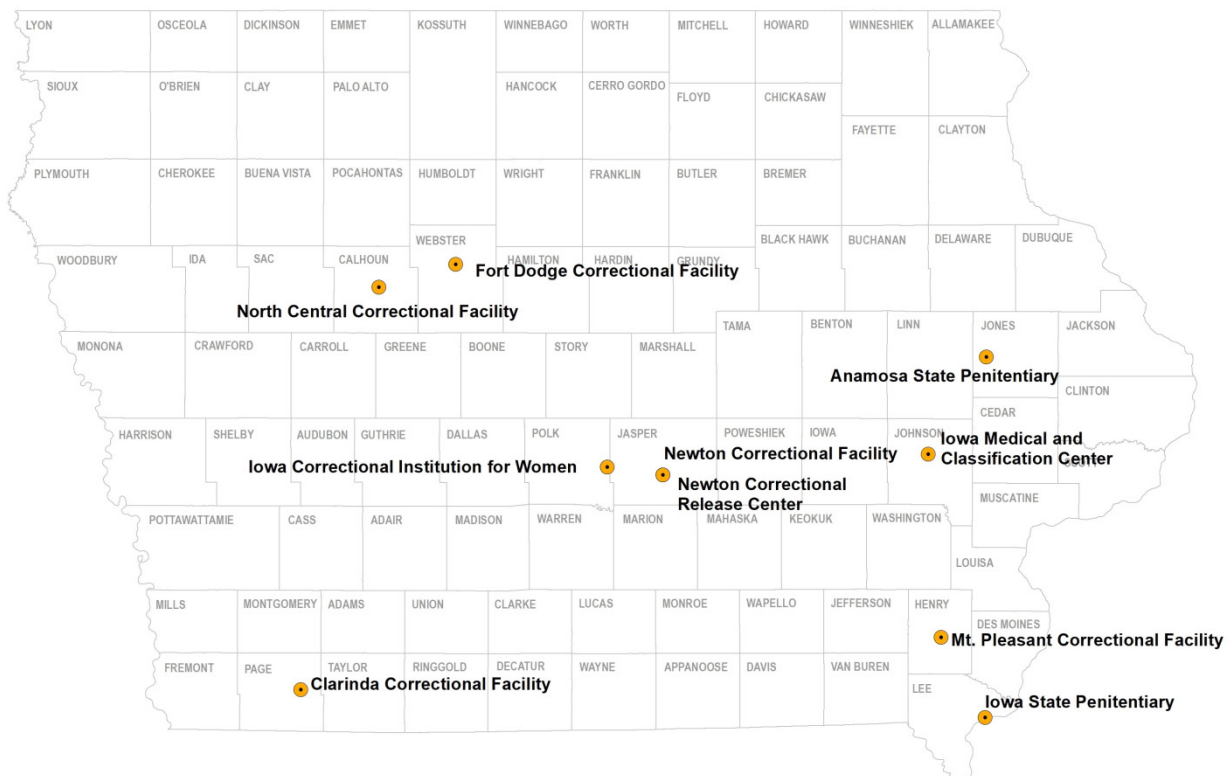 LYON OSCEOLA DICKINSON EMMET KOSSUTH WINNEBAGO WORTH MITCHELL HOWARD WINNESHIEK ALLAMAKEE
SIOUX O'BRIEN CLAY PALO ALTO HANCOCK CERRO GORDO FLOYD CHICKASAW
FAYETTE CLAYTON
PLYMOUTH CHEROKEE BUENA VISTA POCAHONTAS HUMBOLDT WRIGHT FRANKLIN BUTLER BREMER
WEBSTER BLACK HAWK BUCHANAN DELAWARE DUBUQUE
WOODBURY IDA SAC CALHOUN HAMILTON HARDIN GRUNDY
Fort Dodge Correctional Facility
North Central Correctional Facility
TAMA BENTON LINN JONES JACKSON
MONONA CRAWFORD CARROLL GREENE BOONE STORY MARSHALL
Anamosa State Penitentiary
CLINTON
CEDAR
HARRISON SHELBY AUDUBON GUTHRIE DALLAS POLK JASPER POWESHIEK IOWA JOHNSON
Iowa Medical and
Classification Center
Newton Correctional Facility
Iowa Correctional Institution for Women
Newton Correctional
Release Center
MUSCATINE
POTTAWATTAMIE CASS ADAIR MADISON WARREN MARION MAHASKA KEOKUK WASHINGTON
LOUISA
MILLS MONTGOMERY ADAMS UNION CLARKE LUCAS MONROE WAPELLO JEFFERSON HENRY
DES MOINES
Mt. Pleasant Correctional Facility
FREMONT PAGE TAYLOR RINGGOLD DECATUR WAYNE APPANOOSE DAVIS VAN BUREN
LEE
Clarinda Correctional Facility
Iowa State Penitentiary